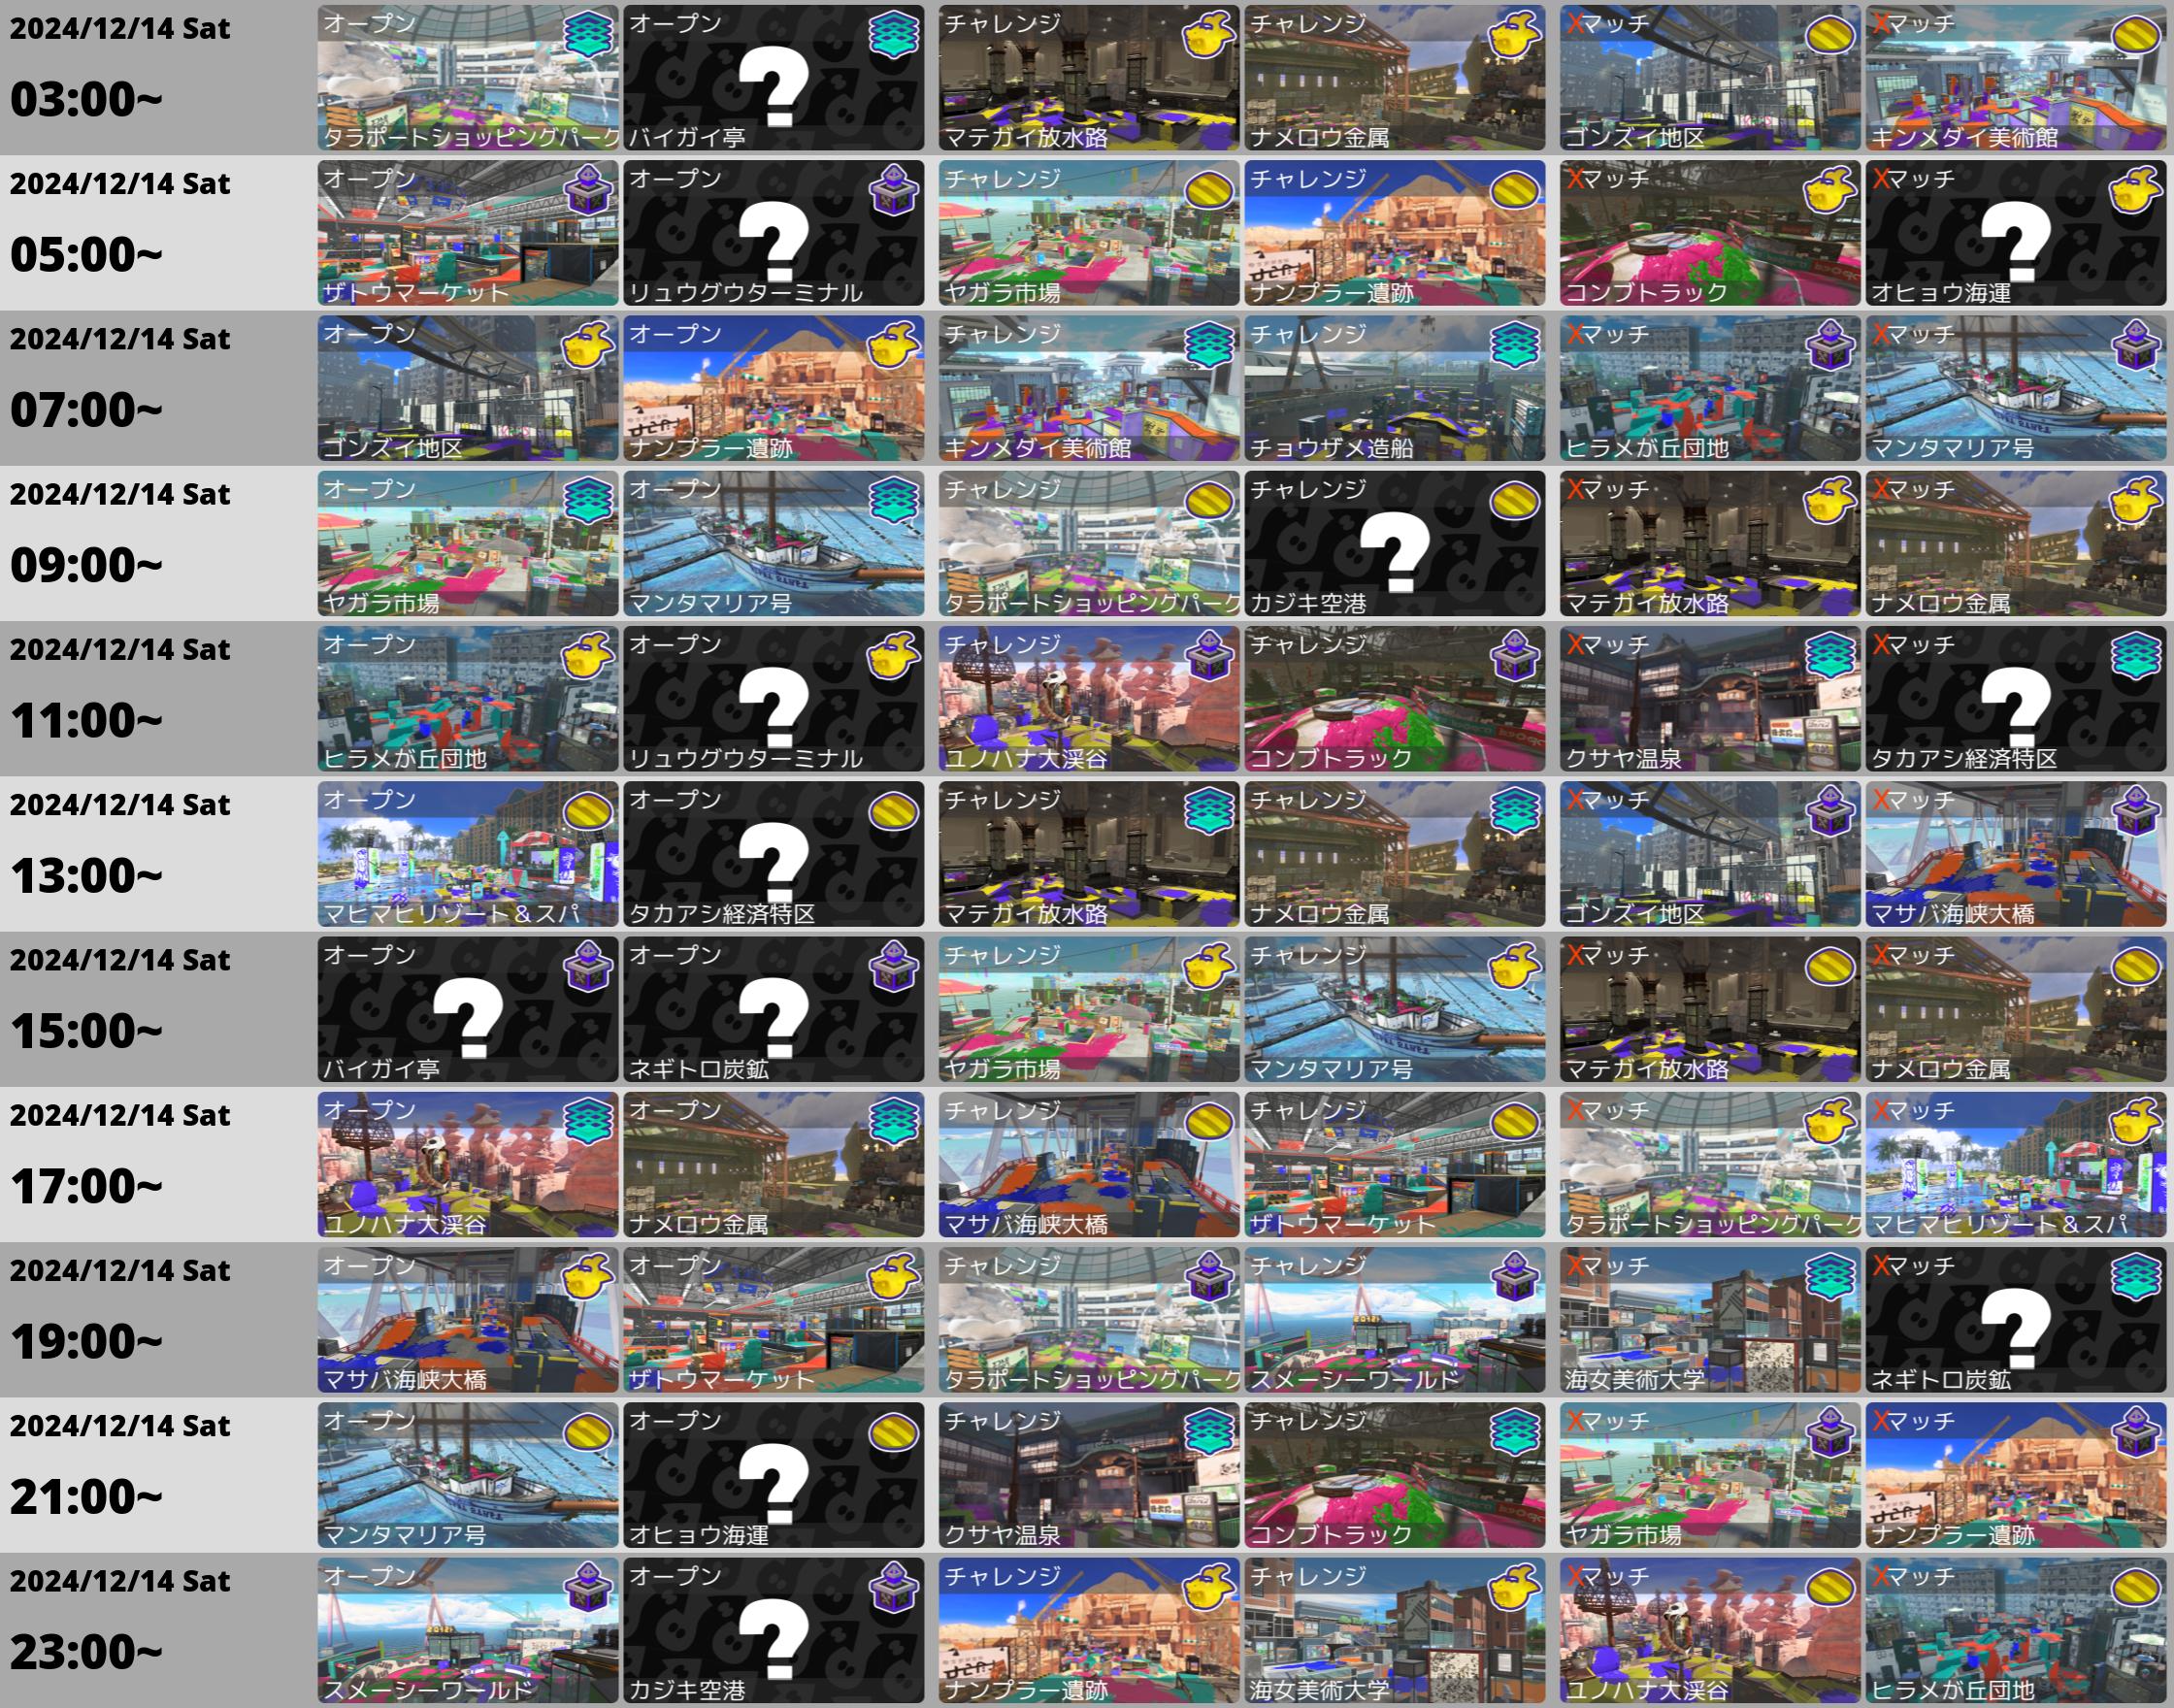 2024/12/14 Sat
03:00~
オープン
タラポートショッピングパーク
オープン
バイガイ亭
チャレンジ
マテガイ放水路
チャレンジ
ナメロウ金属
Xマッチ
ゴンズイ地区
Xマッチ
キンメダイ美術館
2024/12/14 Sat
05:00~
オープン
ザトウマーケット
オープン
リュウグウターミナル
チャレンジ
ヤガラ市場
チャレンジ
ナンプラー遺跡
Xマッチ
コンブトラック
Xマッチ
オヒョウ海運
2024/12/14 Sat
07:00~
オープン
ゴンズイ地区
オープン
ナンプラー遺跡
チャレンジ
キンメダイ美術館
チャレンジ
チョウザメ造船
Xマッチ
ヒラメが丘団地
Xマッチ
マンタマリア号
2024/12/14 Sat
09:00~
オープン
ヤガラ市場
オープン
マンタマリア号
チャレンジ
タラポートショッピングパーク
チャレンジ
カジキ空港
Xマッチ
マテガイ放水路
Xマッチ
ナメロウ金属
2024/12/14 Sat
11:00~
オープン
ヒラメが丘団地
オープン
リュウグウターミナル
チャレンジ
ユノハナ大渓谷
チャレンジ
コンブトラック
Xマッチ
クサヤ温泉
Xマッチ
タカアシ経済特区
2024/12/14 Sat
13:00~
オープン
マヒマヒリゾート＆スパ
オープン
タカアシ経済特区
チャレンジ
マテガイ放水路
チャレンジ
ナメロウ金属
Xマッチ
ゴンズイ地区
Xマッチ
マサバ海峡大橋
2024/12/14 Sat
15:00~
オープン
バイガイ亭
オープン
ネギトロ炭鉱
チャレンジ
ヤガラ市場
チャレンジ
マンタマリア号
Xマッチ
マテガイ放水路
Xマッチ
ナメロウ金属
2024/12/14 Sat
17:00~
オープン
ユノハナ大渓谷
オープン
ナメロウ金属
チャレンジ
マサバ海峡大橋
チャレンジ
ザトウマーケット
Xマッチ
タラポートショッピングパーク
Xマッチ
マヒマヒリゾート＆スパ
2024/12/14 Sat
19:00~
オープン
マサバ海峡大橋
オープン
ザトウマーケット
チャレンジ
タラポートショッピングパーク
チャレンジ
スメーシーワールド
Xマッチ
海女美術大学
Xマッチ
ネギトロ炭鉱
2024/12/14 Sat
21:00~
オープン
マンタマリア号
オープン
オヒョウ海運
チャレンジ
クサヤ温泉
チャレンジ
コンブトラック
Xマッチ
ヤガラ市場
Xマッチ
ナンプラー遺跡
2024/12/14 Sat
23:00~
オープン
スメーシーワールド
オープン
カジキ空港
チャレンジ
ナンプラー遺跡
チャレンジ
海女美術大学
Xマッチ
ユノハナ大渓谷
Xマッチ
ヒラメが丘団地